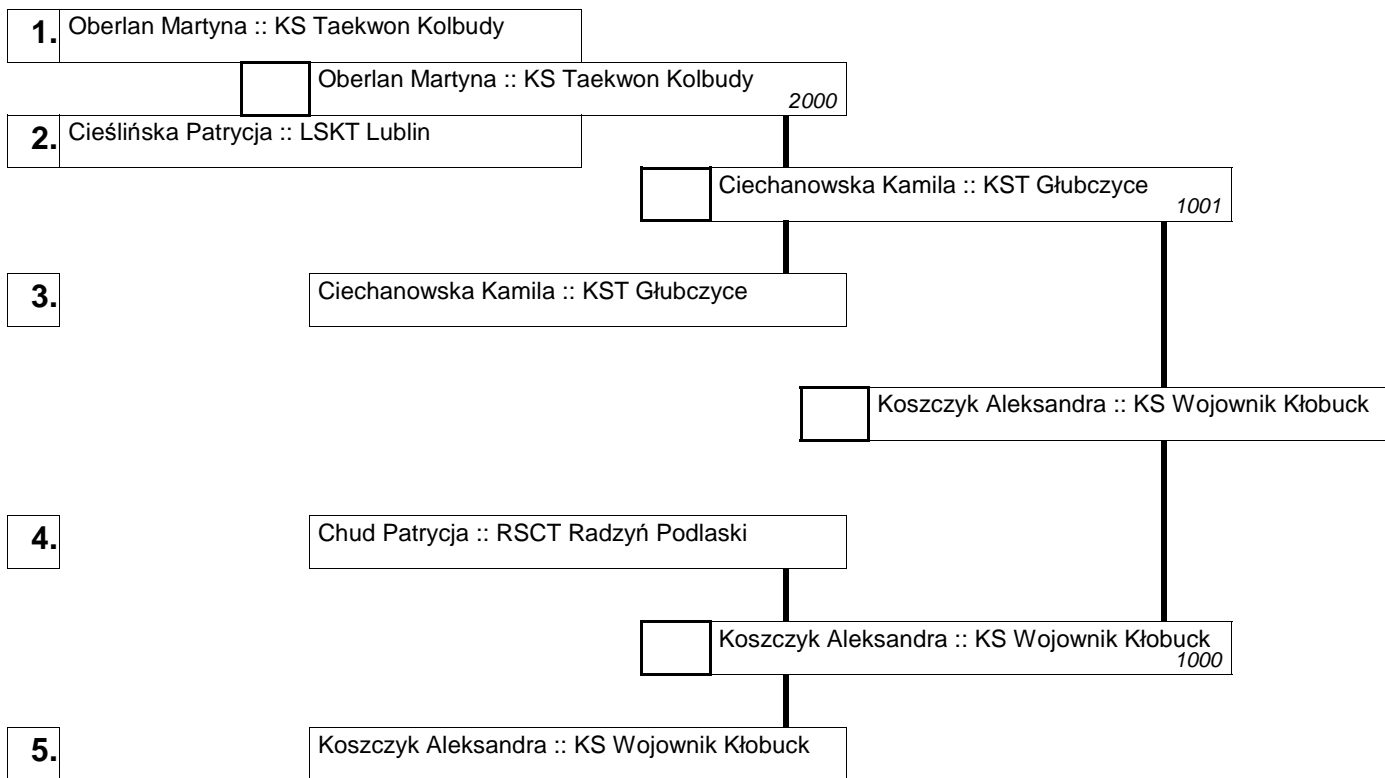 1. Oberlan Martyna :: KS Taekwon Kolbudy
Oberlan Martyna :: KS Taekwon Kolbudy
2000
2. Cieślińska Patrycja :: LSKT Lublin
Ciechanowska Kamila :: KST Głubczyce
1001
3. Ciechanowska Kamila :: KST Głubczyce
Koszczyk Aleksandra :: KS Wojownik Kłobuck
4. Chud Patrycja :: RSCT Radzyń Podlaski
Koszczyk Aleksandra :: KS Wojownik Kłobuck
1000
5. Koszczyk Aleksandra :: KS Wojownik Kłobuck